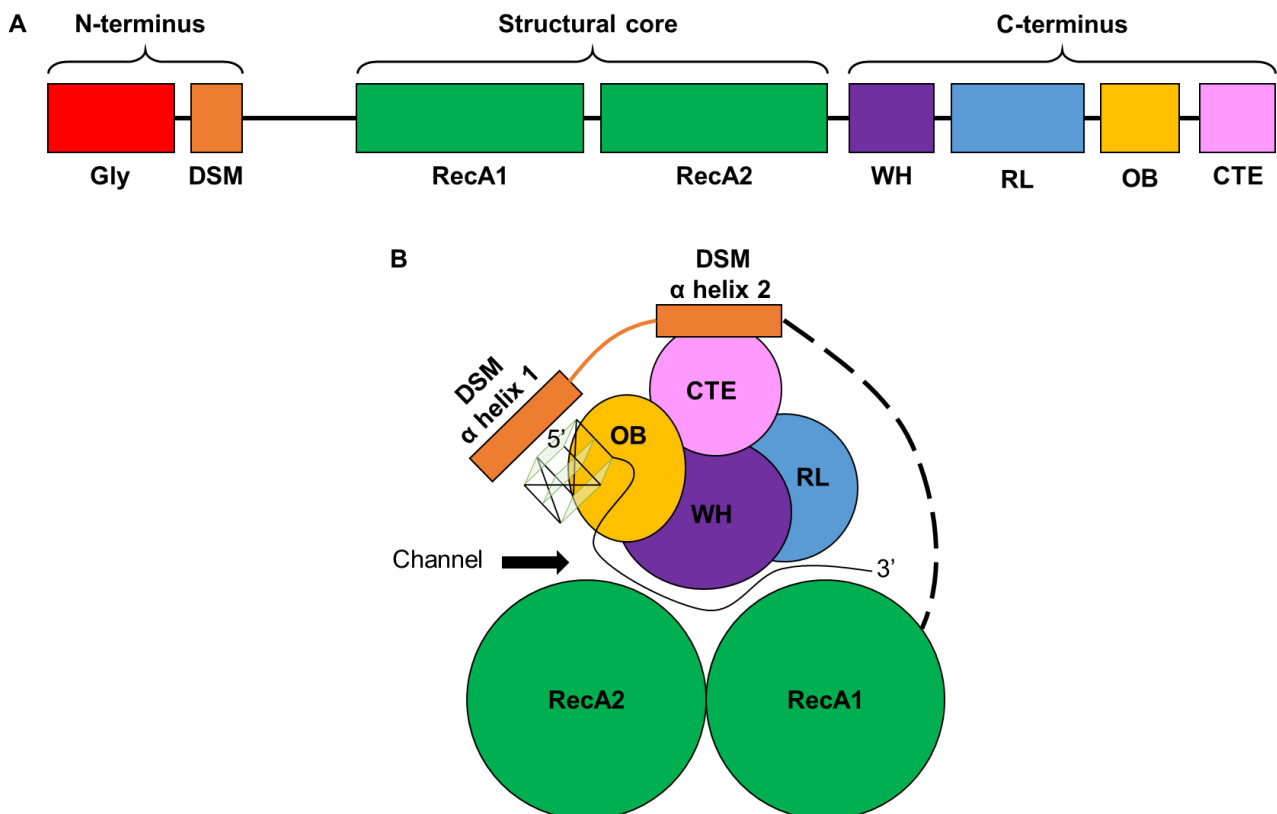 A
N-terminus
Structural core
C-terminus
Gly
DSM
RecA1
RecA2
WH
RL
OB
CTE
B
DSM
α helix 2
DSM
α helix 1
CTE
5’
OB
RL
WH
Channel
3’
RecA2
RecA1